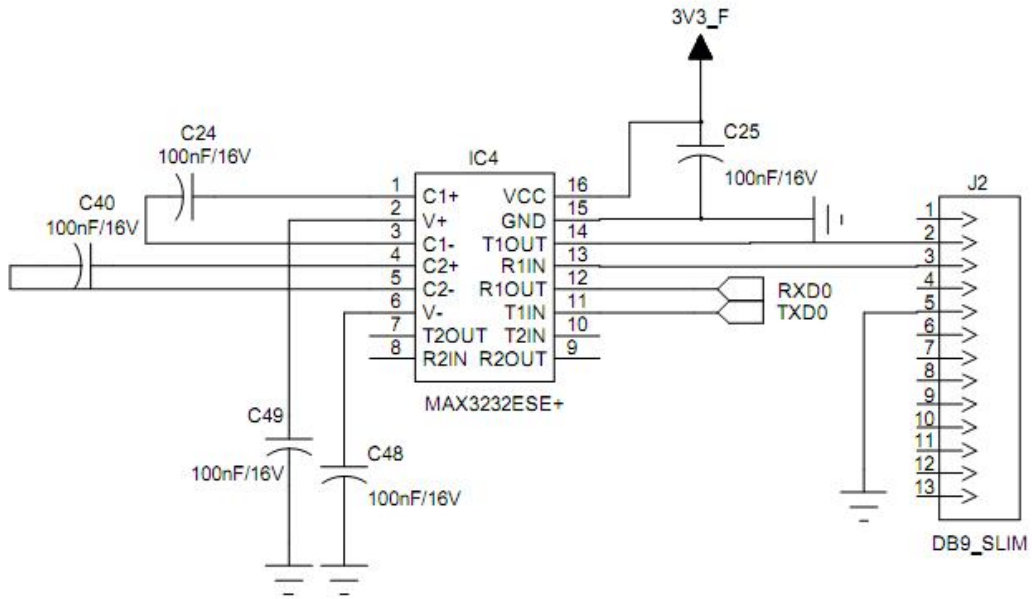 3V3_F
C24
100nF/16V
C25
100nF/16V
C40
100nF/16V
IC4
1 C1+ VCC 16
2 V+ GND 15
3 C1- T1OUT 14
4 C2+ R1IN 13
5 C2- R1OUT 12
6 V- T1IN 11
7 T2OUT T2IN 10
8 R2IN R2OUT 9
MAX3232ESE+
RXD0
TXD0
J2
1
2
3
4
5
6
7
8
9
10
11
12
13
DB9_SLIM
C49
100nF/16V
C48
100nF/16V